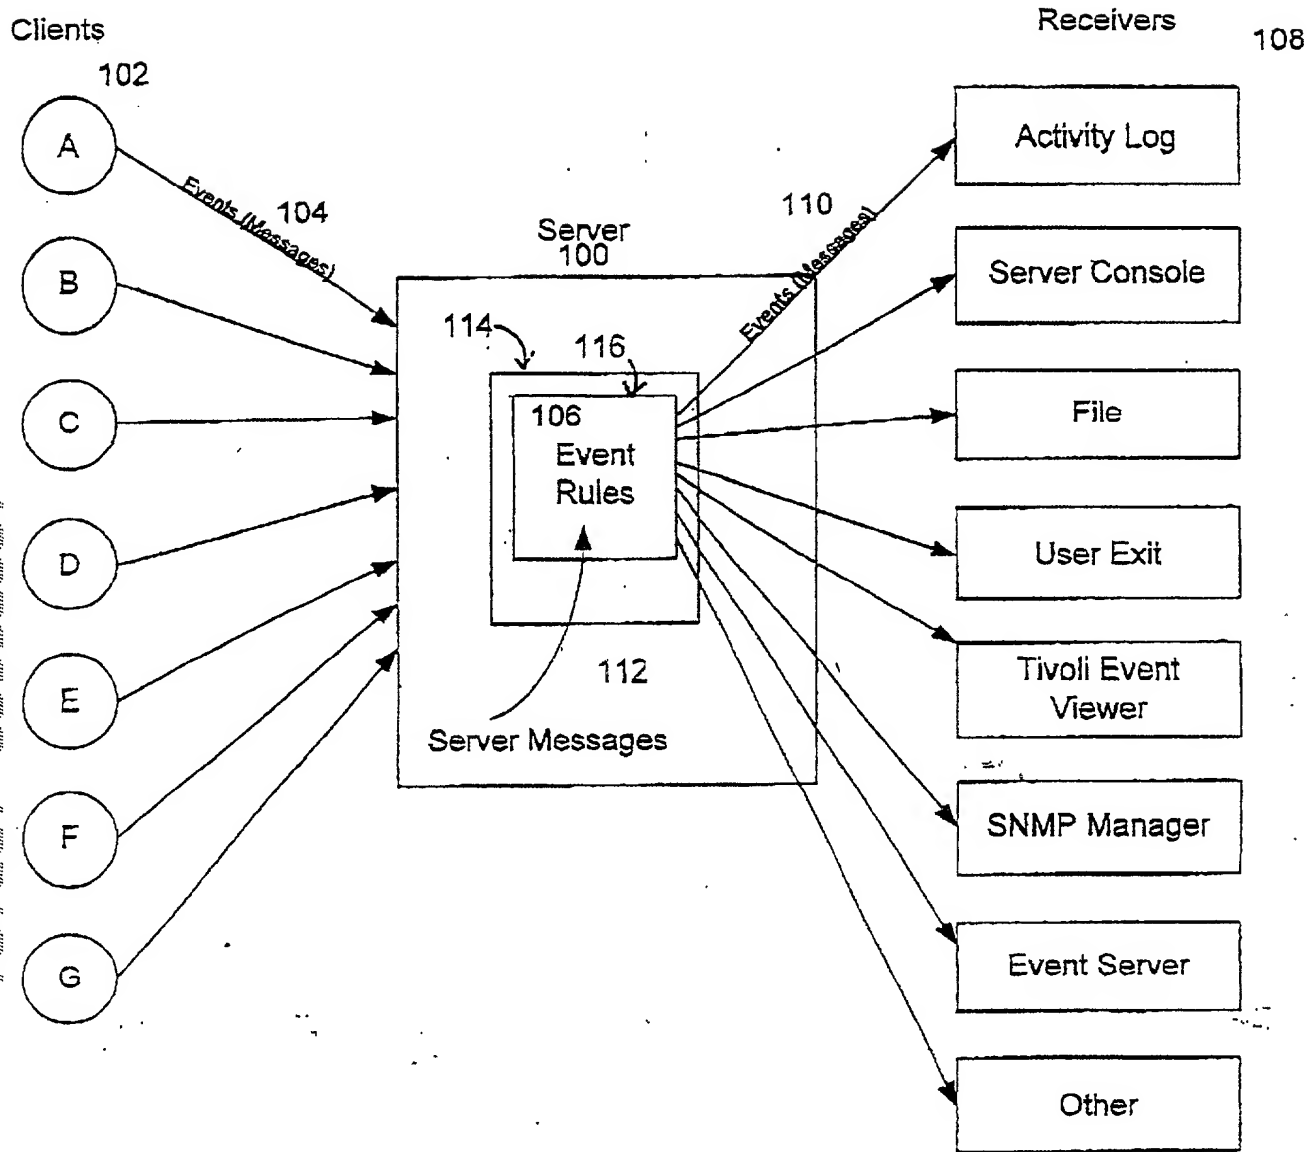 Clients
102
A
B
C
D
E
F
G
Events (Messages)
104
Server
100
114
116
106
Event
Rules
112
Server Messages
110
Events (Messages)
Receivers
108
Activity Log
Server Console
File
User Exit
Tivoli Event
Viewer
SNMP Manager
Event Server
Other